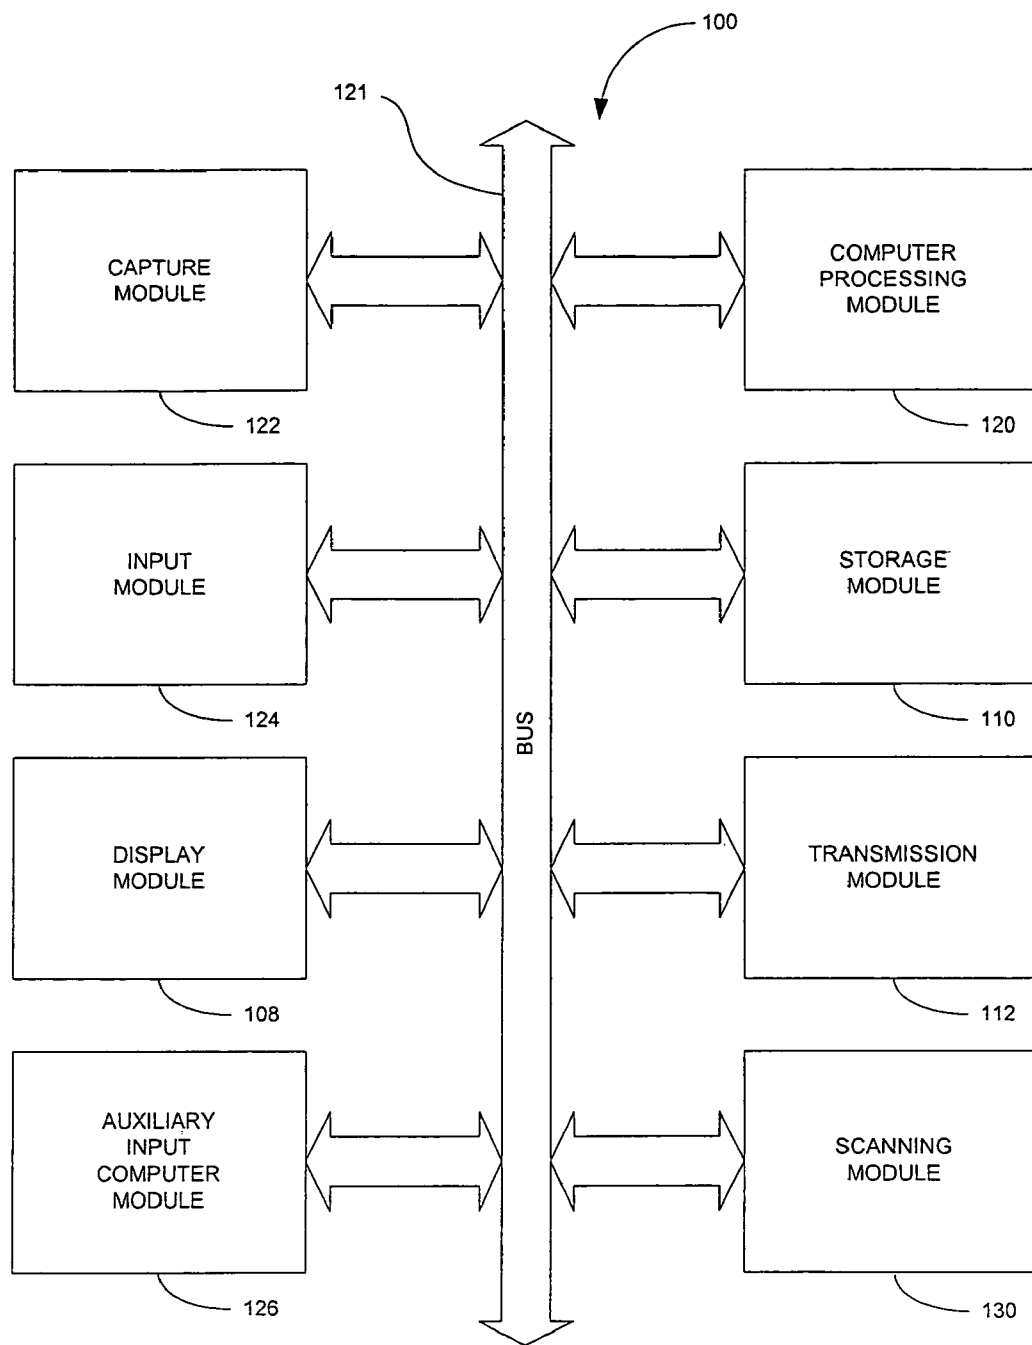 100
121
CAPTURE
MODULE
122
COMPUTER
PROCESSING
MODULE
120
INPUT
MODULE
124
STORAGE
MODULE
110
BUS
DISPLAY
MODULE
108
TRANSMISSION
MODULE
112
AUXILIARY
INPUT
COMPUTER
MODULE
126
SCANNING
MODULE
130